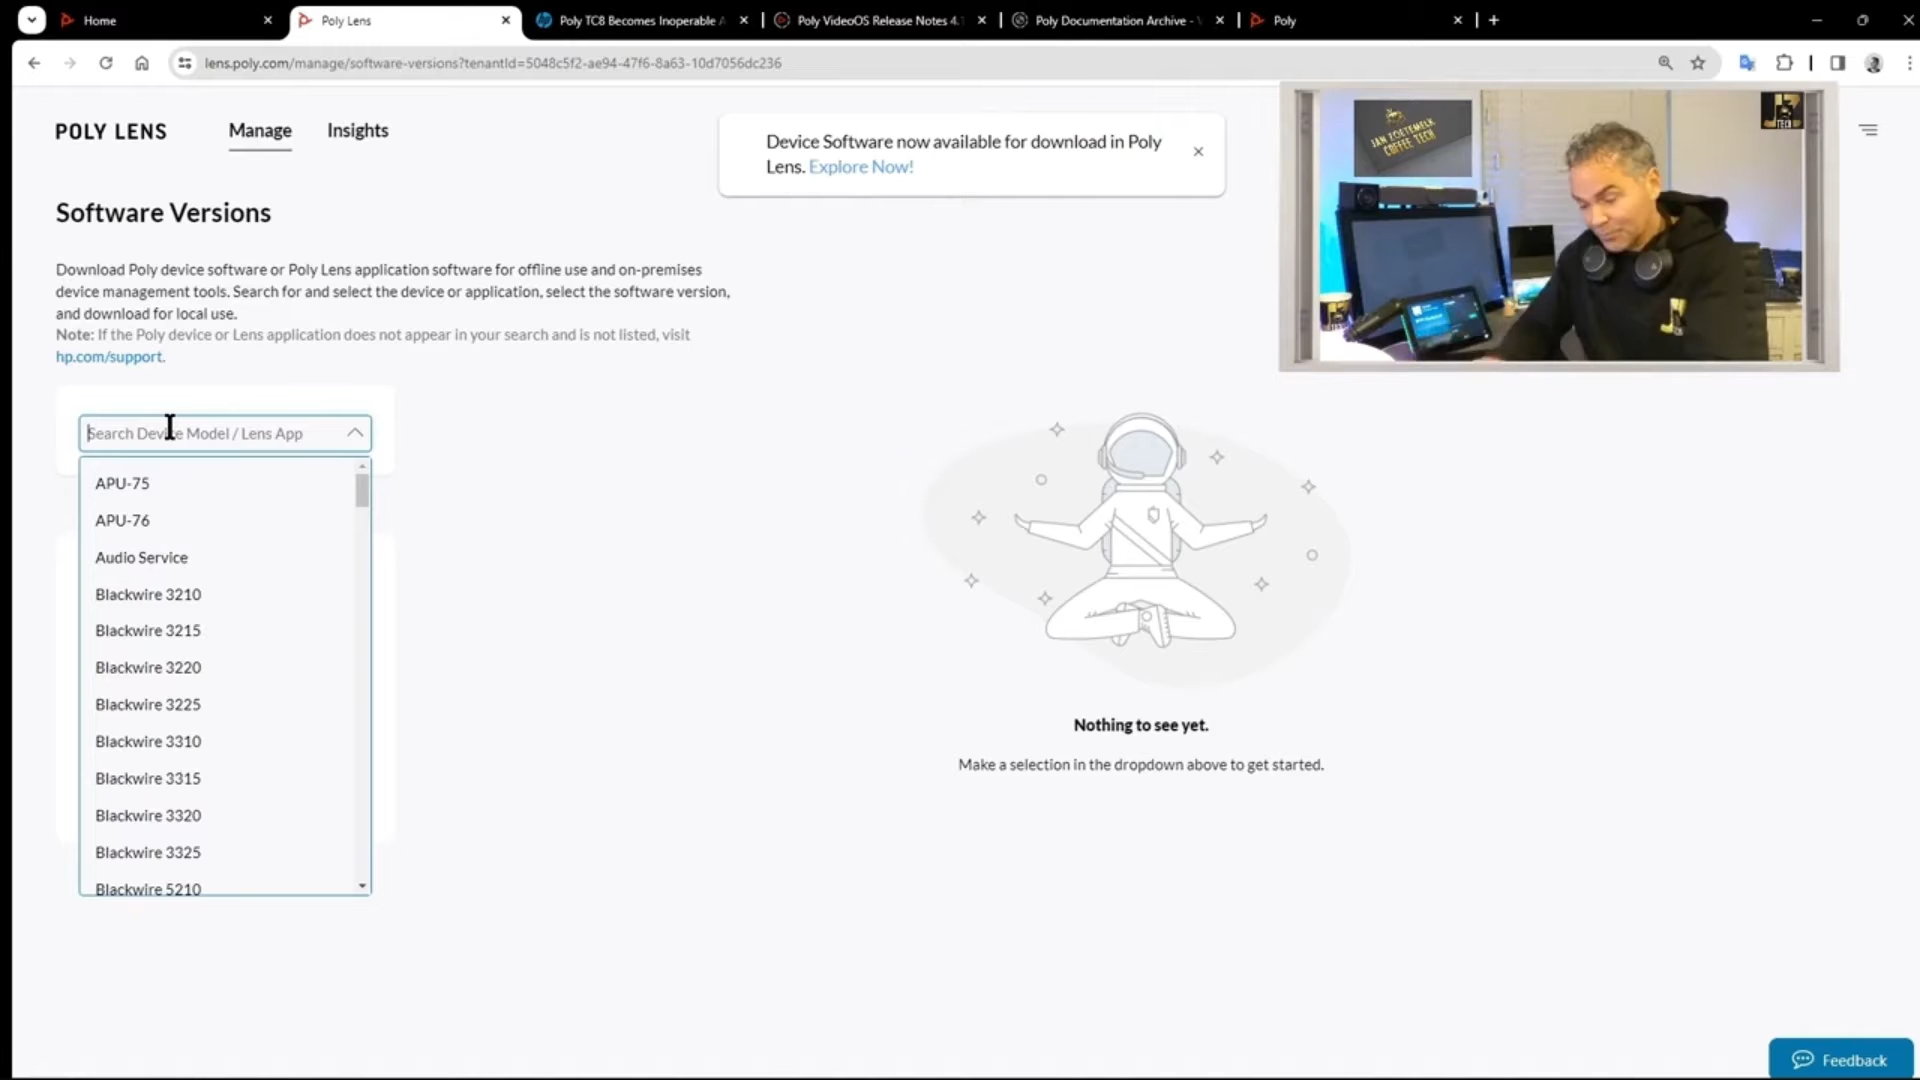 Home
Poly Lens
Poly TC8 Becomes Inoperable
Poly VideoOS Release Notes 4.
Poly Documentation Archive -
Poly
lens.poly.com/manage/software-versions?tenantId=5048c5f2-ae94-47f6-8a63-10d7056dc236
POLY LENS
Manage
Insights
Device Software now available for download in Poly
Lens. Explore Now!
JAN ZOETEMELK
COFFEE TECH
Software Versions
Download Poly device software or Poly Lens application software for offline use and on-premises
device management tools. Search for and select the device or application, select the software version,
and download for local use.
Note: If the Poly device or Lens application does not appear in your search and is not listed, visit
hp.com/support.
Search Device Model / Lens App
APU-75
APU-76
Audio Service
Blackwire 3210
Blackwire 3215
Blackwire 3220
Blackwire 3225
Blackwire 3310
Blackwire 3315
Blackwire 3320
Blackwire 3325
Blackwire 5210
Nothing to see yet.
Make a selection in the dropdown above to get started.
Feedback